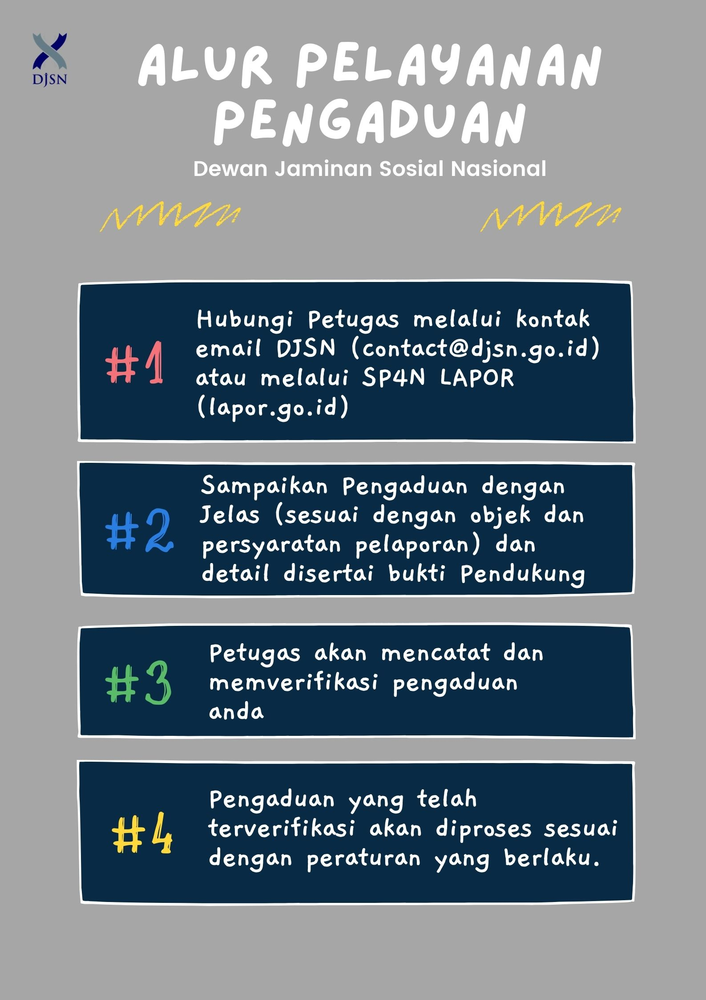 DJSN
ALUR PELAYANAN
PENGADUAN
Dewan Jaminan Sosial Nasional
#1
Hubungi Petugas melalui kontak
email DJSN (contact@djsn.go.id)
atau melalui SP4N LAPOR
(lapor.go.id)
#2
Sampaikan Pengaduan dengan
Jelas (sesuai dengan objek dan
persyaratan pelaporan) dan
detail disertai bukti Pendukung
#3
Petugas akan mencatat dan
memverifikasi pengaduan
anda
#4
Pengaduan yang telah
terverifikasi akan diproses sesuai
dengan peraturan yang berlaku.